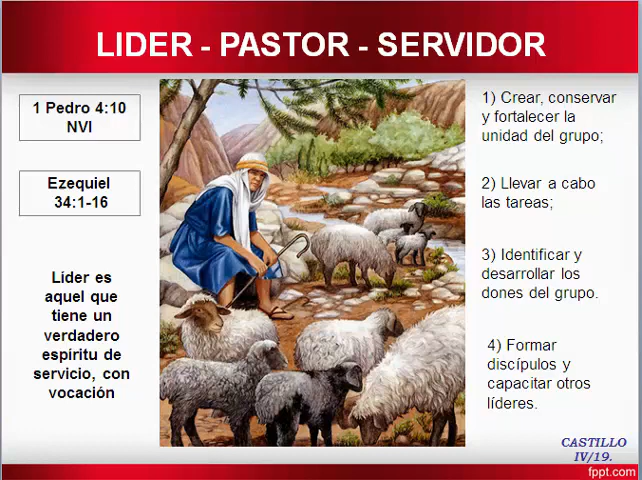 LIDER - PASTOR - SERVIDOR
1 Pedro 4:10
NVI
Ezequiel
34:1-16
Líder es
aquel que
tiene un
verdadero
espíritu de
servicio, con
vocación
1) Crear, conservar
y fortalecer la
unidad del grupo;
2) Llevar a cabo
las tareas;
3) Identificar y
desarrollar los
dones del grupo.
4) Formar
discípulos y
capacitar otros
líderes.
CASTILLO
IV/19.
fppt.com